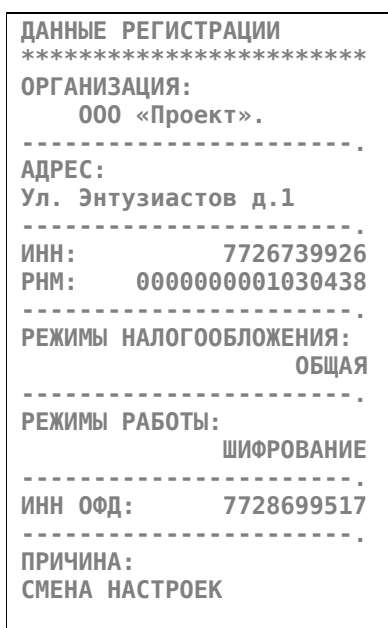 ДАННЫЕ РЕГИСТРАЦИИ
************************
ОРГАНИЗАЦИЯ:
ООО «Проект».
-----------------------.
АДРЕС:
Ул. Энтузиастов д.1
-----------------------.
ИНН: 7726739926
РНМ: 0000000001030438
-----------------------.
РЕЖИМЫ НАЛОГООБЛОЖЕНИЯ:
ОБЩАЯ
-----------------------.
РЕЖИМЫ РАБОТЫ:
ШИФРОВАНИЕ
-----------------------.
ИНН ОФД: 7728699517
-----------------------.
ПРИЧИНА:
СМЕНА НАСТРОЕК